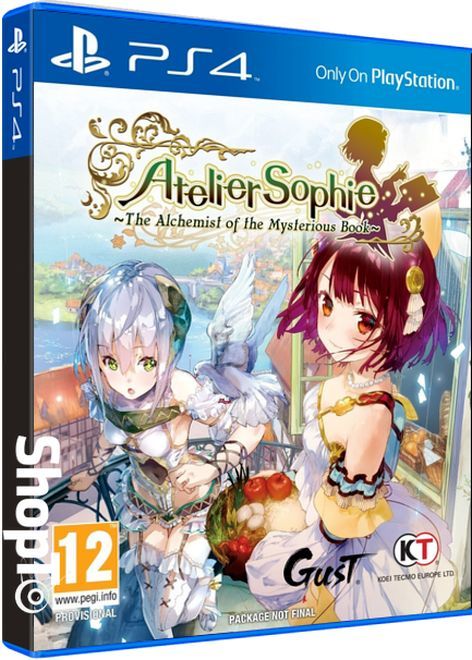 PS4
PS4™
Only On PlayStation®
Atelier Sophie
~The Alchemist of the Mysterious Book~
ShopTo
12
www.pegi.info
PROVISIONAL
GUST
KT
KOEI TECMO EUROPE LTD.
PACKAGE NOT FINAL